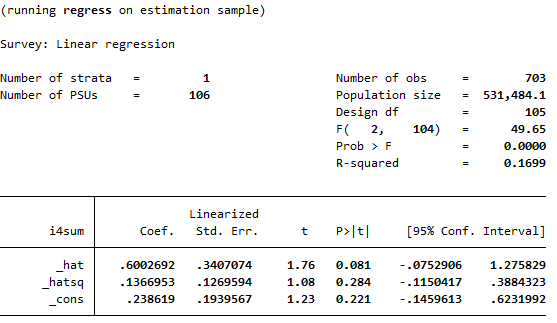 (running regress on estimation sample)
Survey: Linear regression
Number of strata = 1 Number of obs = 703
Number of PSUs = 106 Population size = 531,484.1
Design df = 105
F( 2, 104) = 49.65
Prob > F = 0.0000
R-squared = 0.1699
Linearized
i4sum Coef. Std. Err. t P>|t| [95% Conf. Interval]
_hat .6002692 .3407074 1.76 0.081 -.0752906 1.275829
_hatsq .1366953 .1269594 1.08 0.284 -.1150417 .3884323
_cons .238619 .1939567 1.23 0.221 -.1459613 .6231992